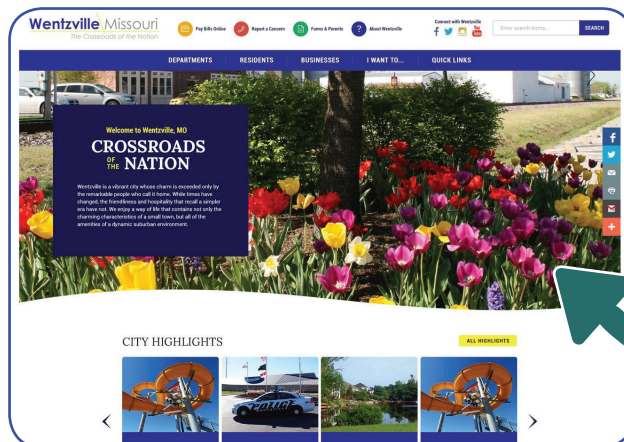 Wentzville Missouri
The Crossroads of the Nation
Pay Bills Online
Report a Concern
Forms & Permits
About Wentzville
Connect with Wentzville
Enter search terms...
SEARCH
DEPARTMENTS
RESIDENTS
BUSINESSES
I WANT TO...
QUICK LINKS
Welcome to Wentzville, MO
CROSSROADS
OF THE NATION
Wentzville is a vibrant city whose charm is exceeded only by
the remarkable people who call it home. While times have
changed, the friendliness and hospitality that recall a simpler
era have not. We enjoy a way of life that contains not only the
charming characteristics of a small town, but all of the
amenities of a dynamic suburban environment.
CITY HIGHLIGHTS
ALL HIGHLIGHTS
POLICE